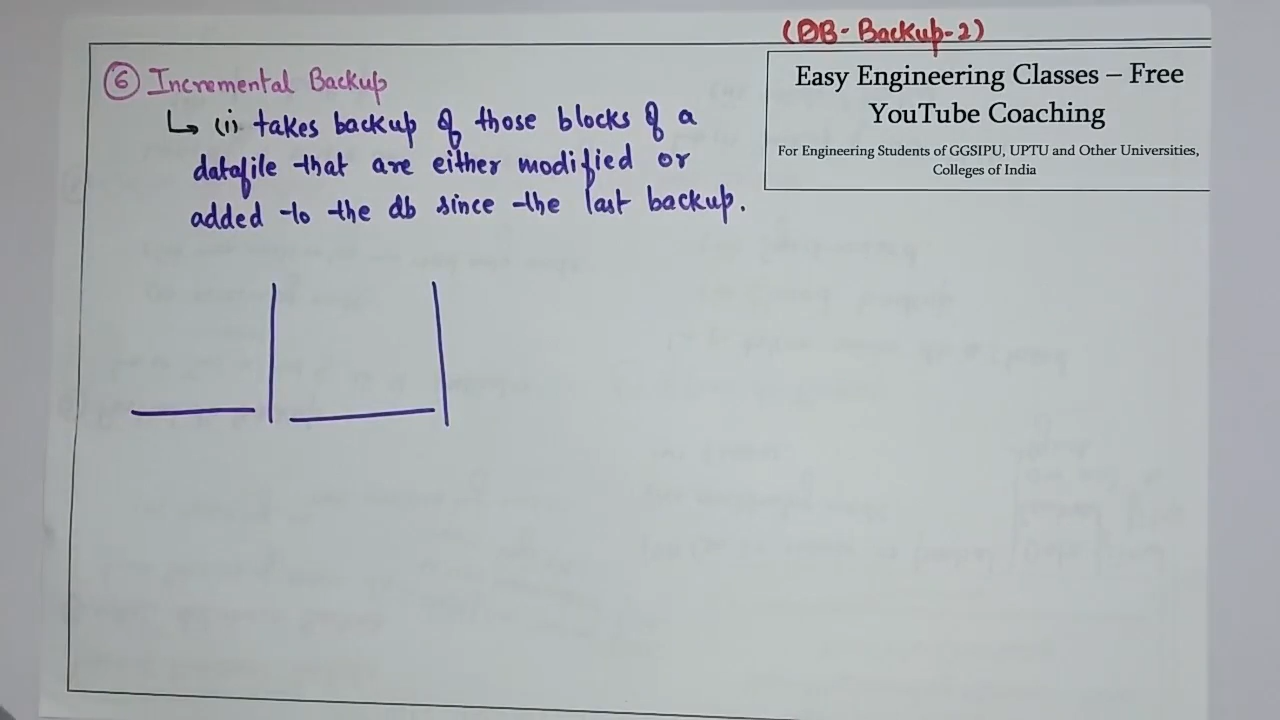 (DB-Backup-2)
Easy Engineering Classes – Free
YouTube Coaching
For Engineering Students of GGSIPU, UPTU and Other Universities,
Colleges of India
⑥ Incremental Backup
↳ (i) takes backup of those blocks of a
datafile that are either modified or
added to the db since the last backup.